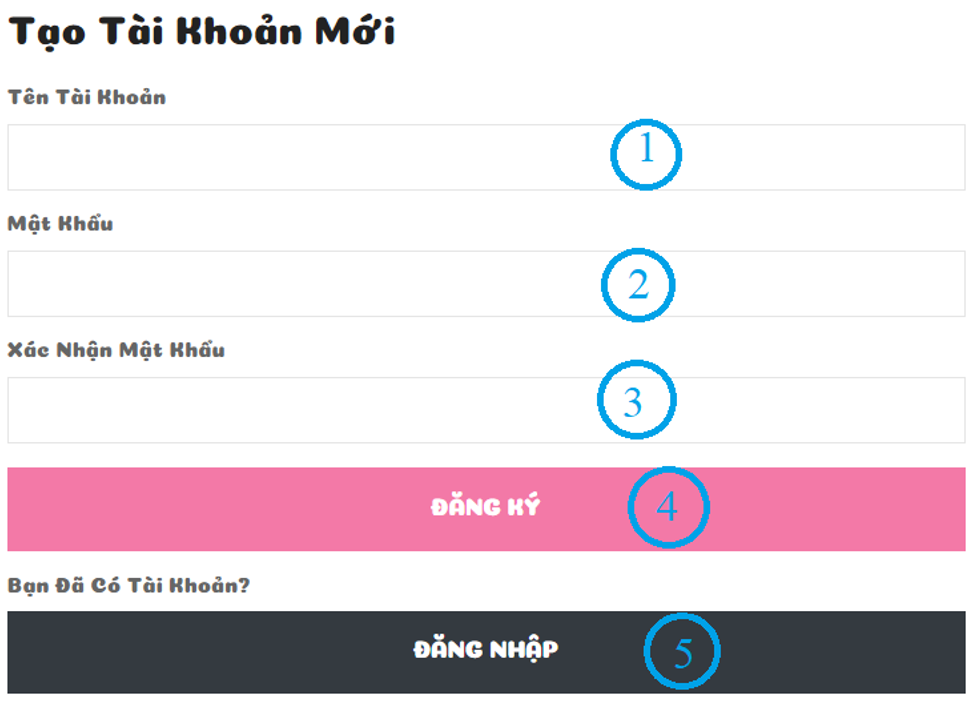 Tạo Tài Khoản Mới
Tên Tài Khoản
1
Mật Khẩu
2
Xác Nhận Mật Khẩu
3
ĐĂNG KÝ 4
Bạn Đã Có Tài Khoản?
ĐĂNG NHẬP 5